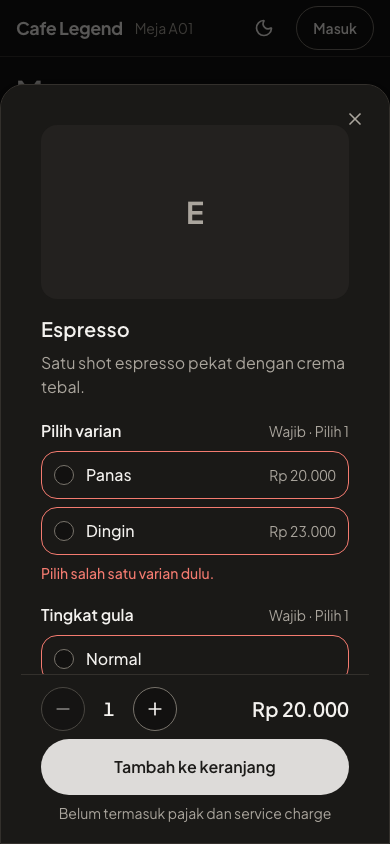 Cafe Legend Meja A01 Masuk
E
Espresso
Satu shot espresso pekat dengan crema
tebal.
Pilih varian Wajib · Pilih 1
Panas Rp 20.000
Dingin Rp 23.000
Pilih salah satu varian dulu.
Tingkat gula Wajib · Pilih 1
Normal
1 Rp 20.000
Tambah ke keranjang
Belum termasuk pajak dan service charge